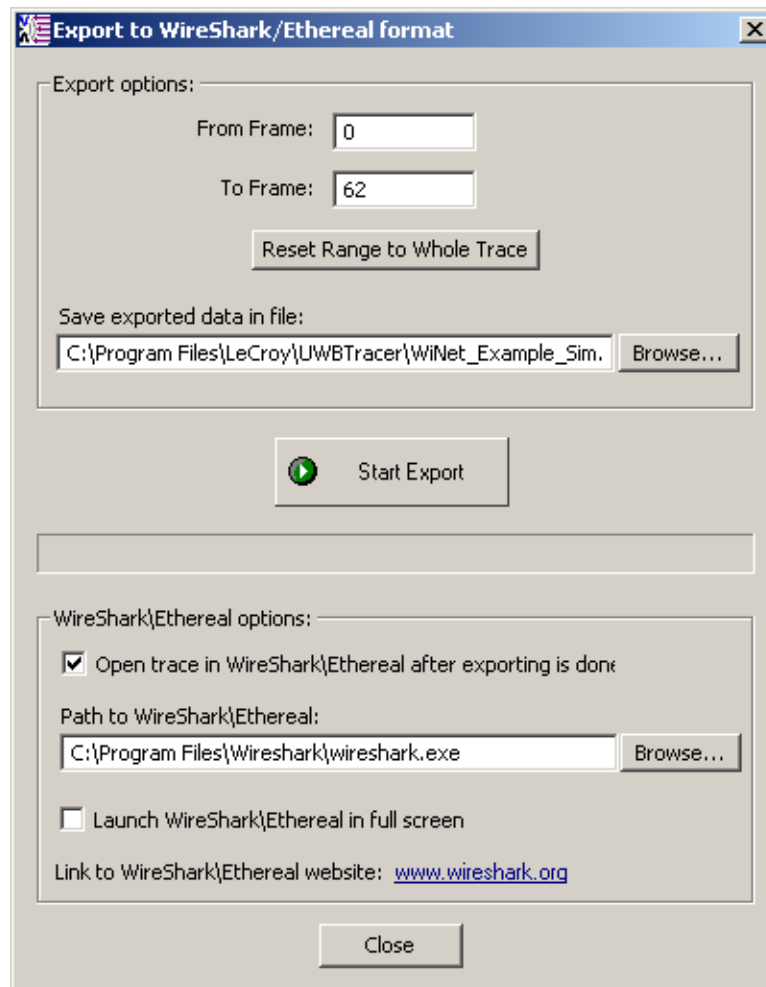 Export to WireShark/Ethereal format
Export options:
From Frame: 0
To Frame: 62
Reset Range to Whole Trace
Save exported data in file:
C:\Program Files\LeCroy\UWBTracer\WiNet_Example_Sim. Browse...
Start Export
WireShark\Ethereal options:
Open trace in WireShark\Ethereal after exporting is done
Path to WireShark\Ethereal:
C:\Program Files\Wireshark\wireshark.exe Browse...
Launch WireShark\Ethereal in full screen
Link to WireShark\Ethereal website: www.wireshark.org
Close